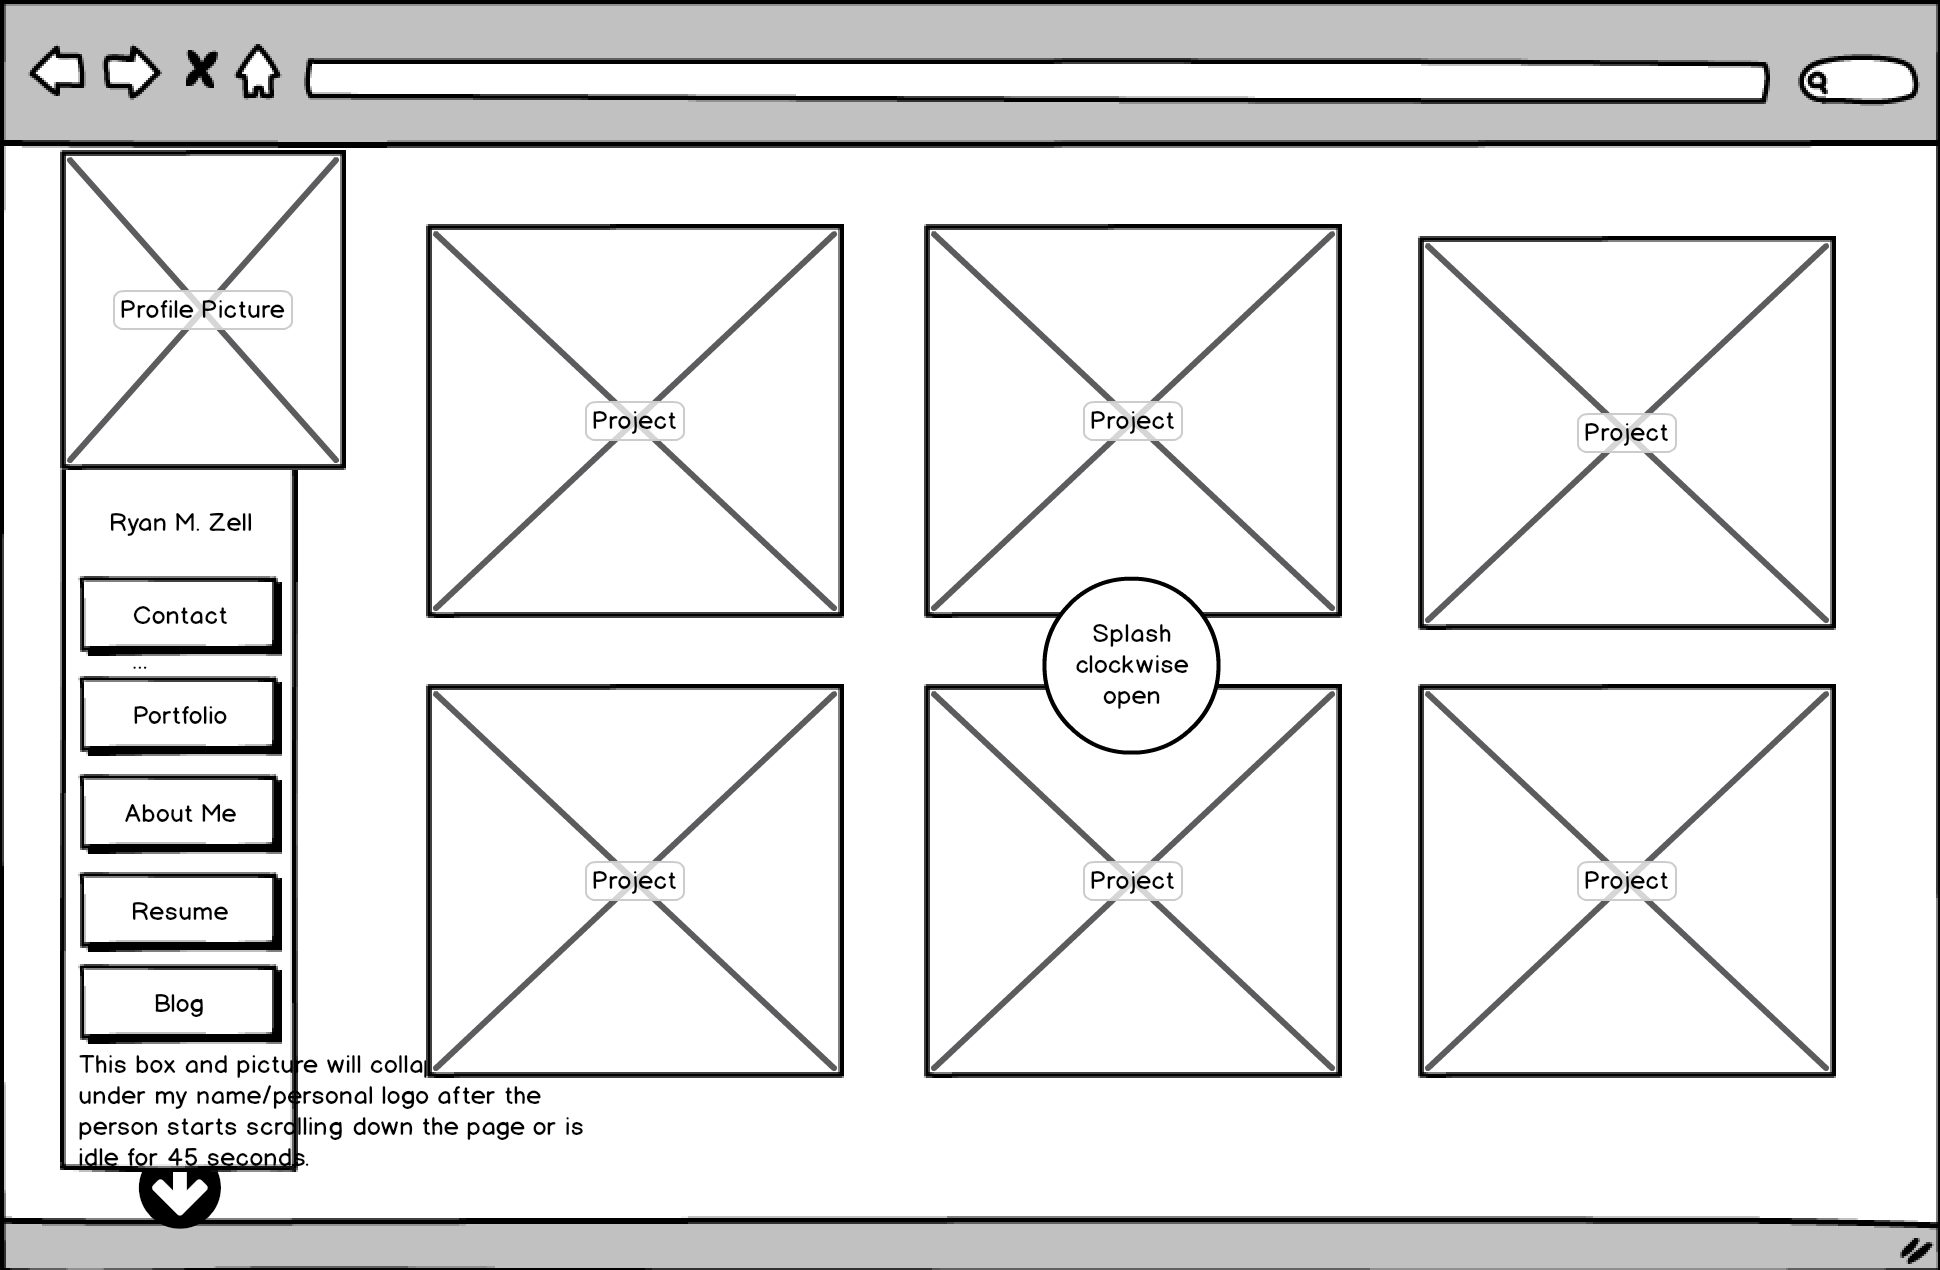 Profile Picture
Ryan M. Zell
Contact
...
Portfolio
About Me
Resume
Blog
This box and picture will
under my name/personal logo after the
person starts scrolling down the page or is
idle for 45 seconds.
Project
Project
Project
Splash
clockwise
open
Project
Project
Project